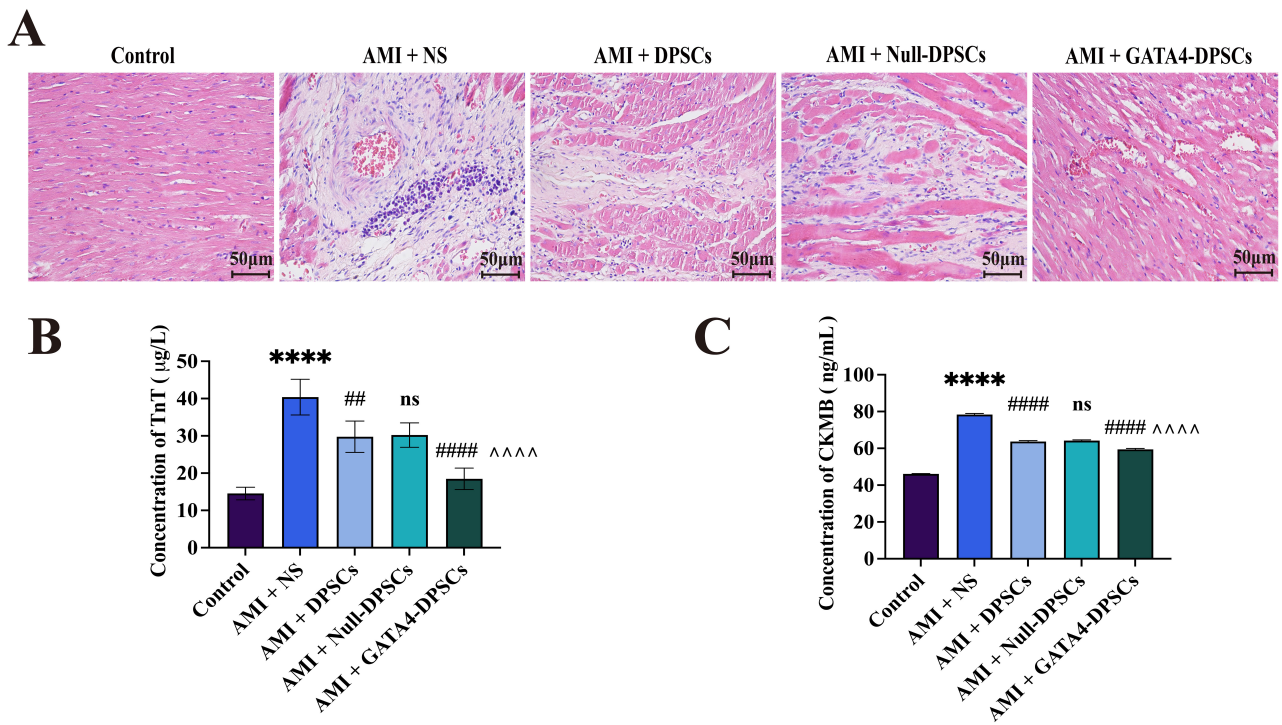 A
Control
AMI + NS
AMI + DPSCs
AMI + Null-DPSCs
AMI + GATA4-DPSCs
50μm
50μm
50μm
50μm
50μm
B
Concentration of TnT ( μg/L)
50
40
30
20
10
0
****
##
ns
#### ^^^^
Control
AMI + NS
AMI + DPSCs
AMI + Null-DPSCs
AMI + GATA4-DPSCs
C
Concentration of CKMB ( ng/mL )
100
80
60
40
20
0
****
####
ns
#### ^^^^
Control
AMI + NS
AMI + DPSCs
AMI + Null-DPSCs
AMI + GATA4-DPSCs